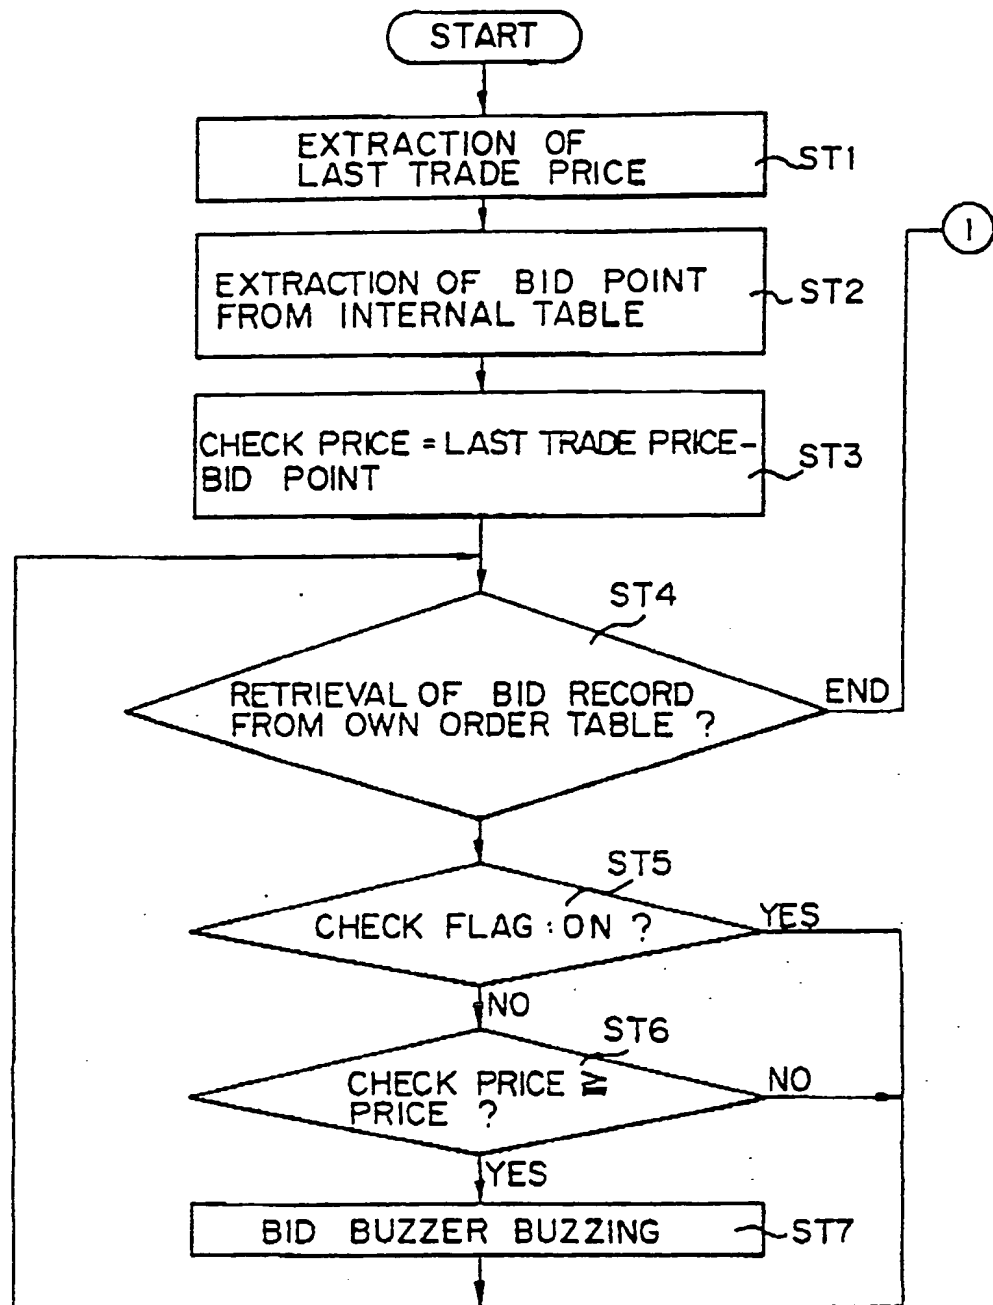 START
EXTRACTION OF
LAST TRADE PRICE
ST1
1
EXTRACTION OF BID POINT
FROM INTERNAL TABLE
ST2
CHECK PRICE = LAST TRADE PRICE-
BID POINT
ST3
ST4
RETRIEVAL OF BID RECORD
FROM OWN ORDER TABLE ?
END
ST5
CHECK FLAG : ON ?
YES
NO
ST6
CHECK PRICE ≧
PRICE ?
NO
YES
BID BUZZER BUZZING
ST7